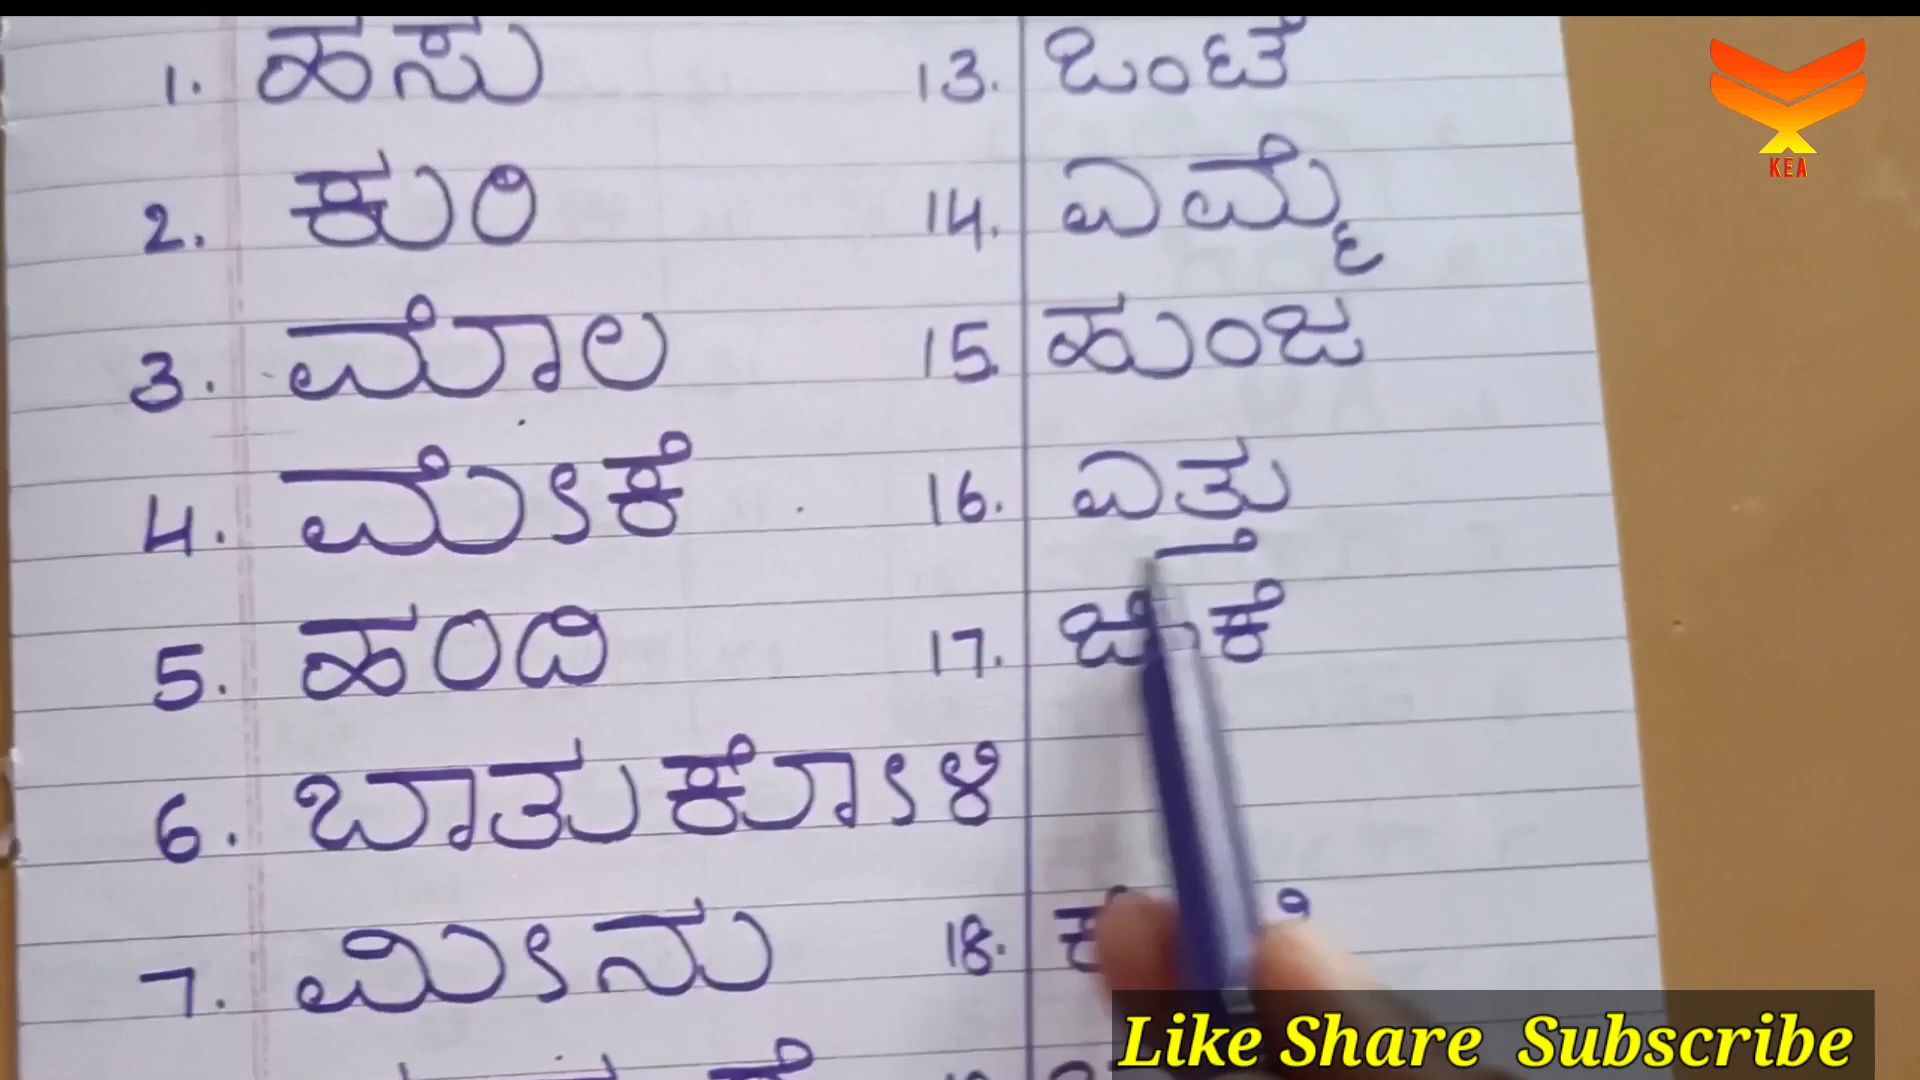 1. ಹಸು
2. ಕುರಿ
3. ಮೊಲ
4. ಮೇಕೆ
5. ಹಂದಿ
6. ಬಾತುಕೋಳಿ
7. ಮೀನು
13. ಒಂಟೆ
14. ಎಮ್ಮೆ
15. ಹುಂಜ
16. ಎತ್ತು
17. ಜಿಂಕೆ
18.
KEA
Like Share Subscribe